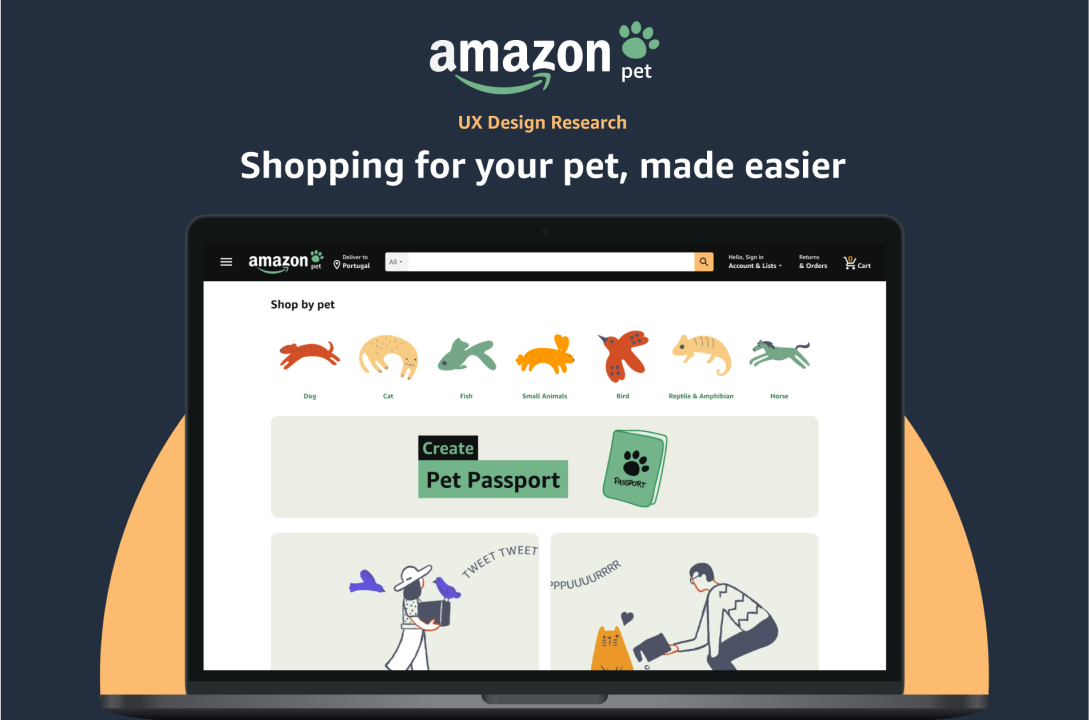 amazon
pet
UX Design Research
Shopping for your pet, made easier
amazon
pet
Deliver to
Portugal
All
Hello, Sign in
Account & Lists
Returns
& Orders
0
Cart
Shop by pet
Dog
Cat
Fish
Small Animals
Bird
Reptile & Amphibian
Horse
Create
Pet Passport
PASSPORT
TWEET TWEET
PPPUUUURRRR